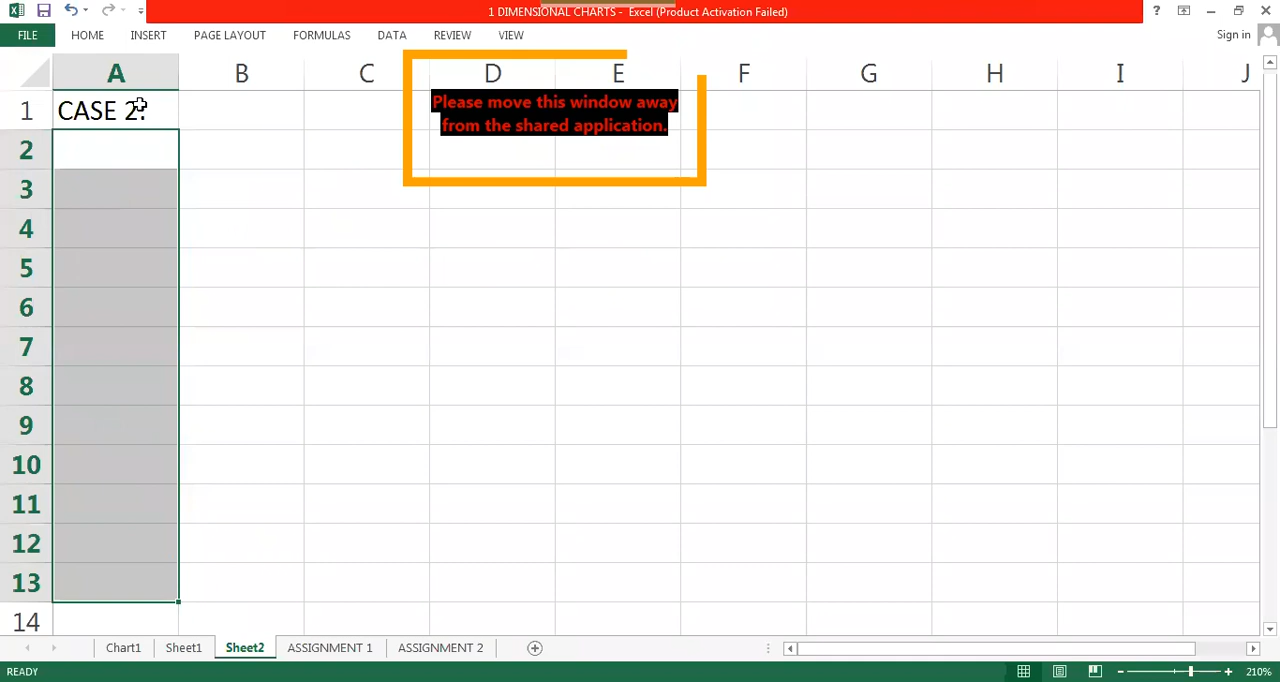 1 DIMENSIONAL CHARTS - Excel (Product Activation Failed)
?
FILE HOME INSERT PAGE LAYOUT FORMULAS DATA REVIEW VIEW Sign in
A B C D E F G H I J
1 CASE 2:
Please move this window away
from the shared application.
2
3
4
5
6
7
8
9
10
11
12
13
14
Chart1 Sheet1 Sheet2 ASSIGNMENT 1 ASSIGNMENT 2
READY 210%